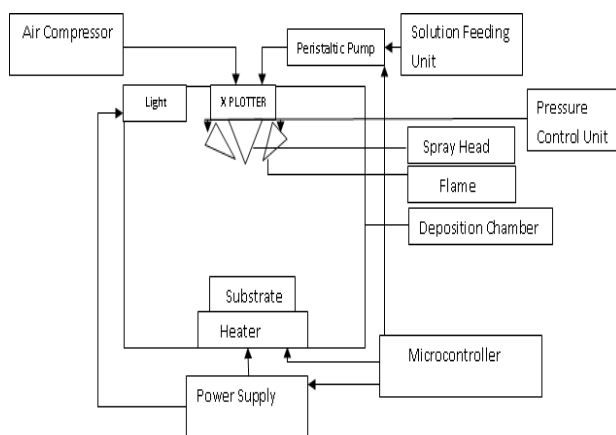 Air Compressor
Peristaltic Pump
Solution Feeding
Unit
Light
X PLOTTER
Pressure
Control Unit
Spray Head
Flame
Deposition Chamber
Substrate
Heater
Microcontroller
Power Supply